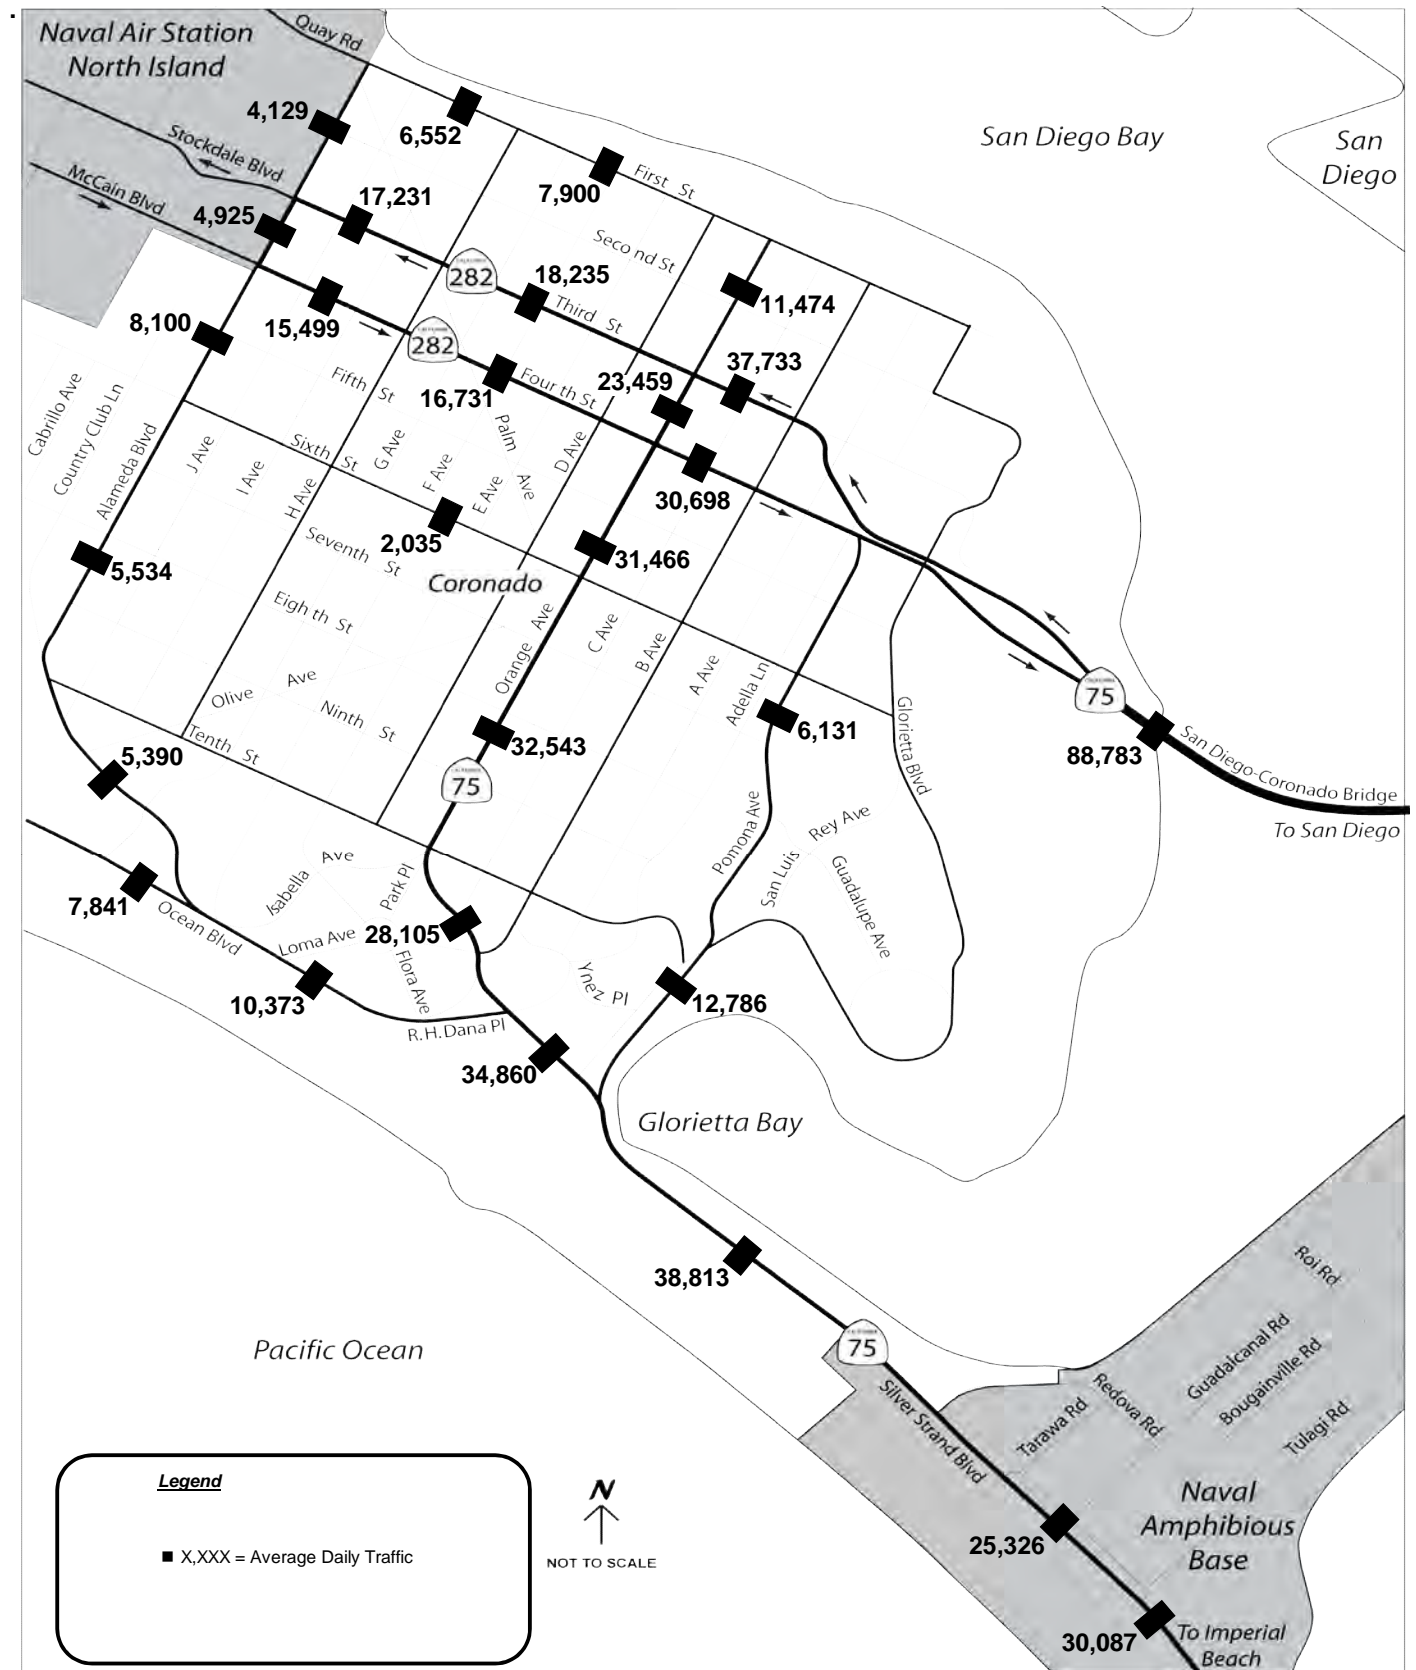 Naval Air Station
North Island
Quay Rd
4,129
6,552
San Diego Bay
San
Diego
Stockdale Blvd
McCain Blvd
First St
7,900
17,231
4,925
Second St
282
18,235
Third St
11,474
8,100
15,499
282
37,733
Fifth St
16,731
Fourth St
23,459
Cabrillo Ave
Country Club Ln
Alameda Blvd
J Ave
I Ave
H Ave
Sixth St
G Ave
F Ave
E Ave
Palm Ave
D Ave
30,698
2,035
Seventh St
31,466
5,534
Coronado
Eighth St
Orange Ave
C Ave
B Ave
A Ave
Adella Ln
Olive Ave
Ninth St
Glorietta Blvd
75
Tenth St
32,543
6,131
88,783
San Diego-Coronado Bridge
To San Diego
5,390
75
Pomona Ave
San Luis Rey Ave
Guadalupe Ave
Isabella Ave
Park Pl
7,841
Ocean Blvd
Loma Ave
28,105
Flora Ave
Ynez Pl
10,373
R.H.Dana Pl
12,786
34,860
Glorietta Bay
38,813
Roi Rd
Pacific Ocean
75
Guadalcanal Rd
Bougainville Rd
Silver Strand Blvd
Redova Rd
Tarawa Rd
Tulagi Rd
Legend
X,XXX = Average Daily Traffic
N
NOT TO SCALE
Naval
Amphibious
Base
25,326
30,087
To Imperial
Beach